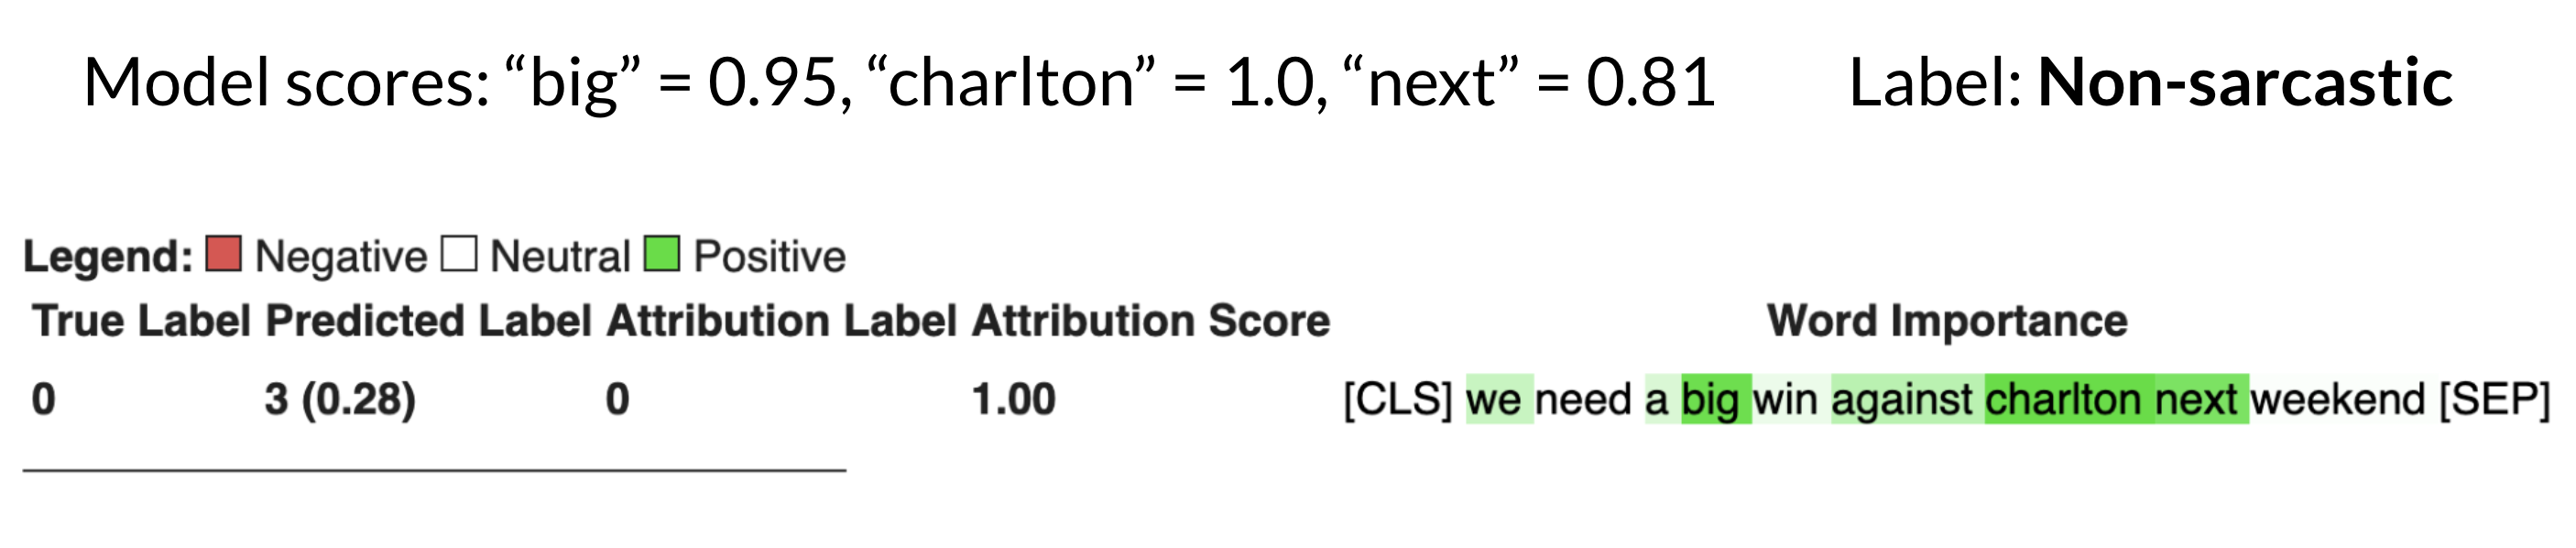 Model scores: “big” = 0.95, “charlton” = 1.0, “next” = 0.81 Label: Non-sarcastic
Legend: Negative Neutral Positive
True Label Predicted Label Attribution Label Attribution Score Word Importance
0 3 (0.28) 0 1.00 [CLS] we need a big win against charlton next weekend [SEP]